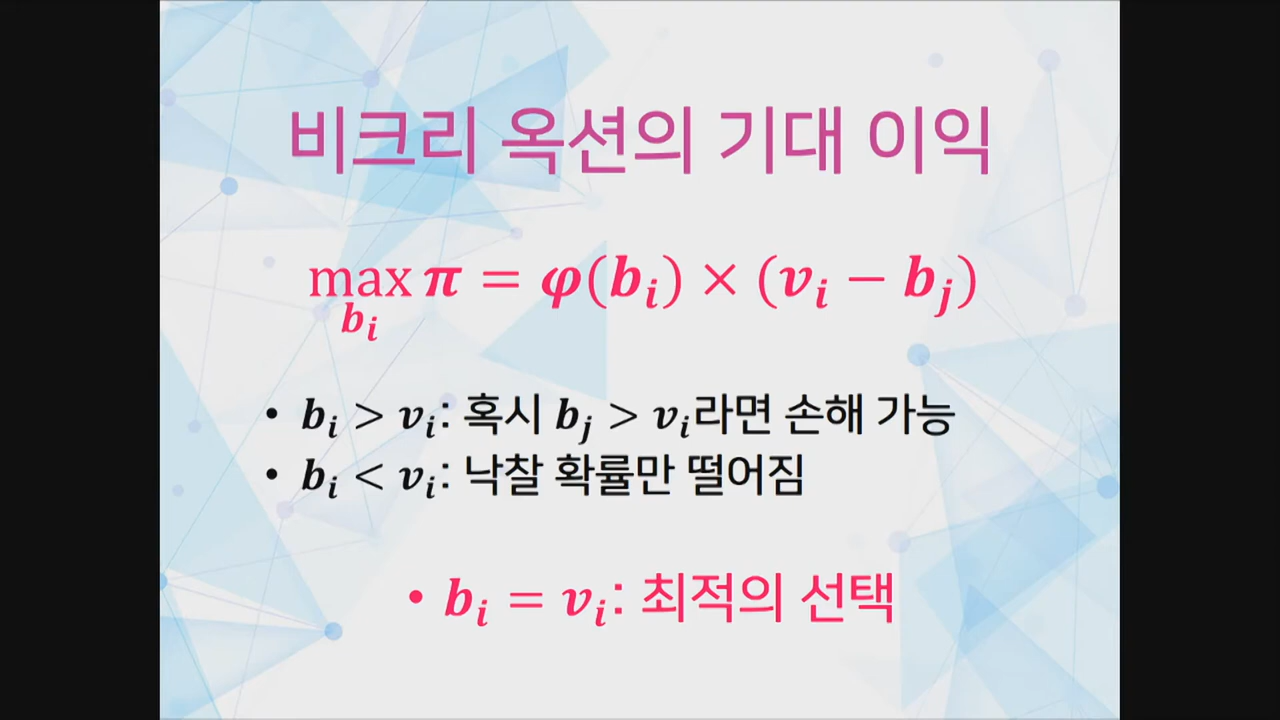 비크리 옥션의 기대 이익
max π = φ(bᵢ) × (vᵢ − bⱼ)
bᵢ
• bᵢ > vᵢ: 혹시 bⱼ > vᵢ라면 손해 가능
• bᵢ < vᵢ: 낙찰 확률만 떨어짐
• bᵢ = vᵢ: 최적의 선택